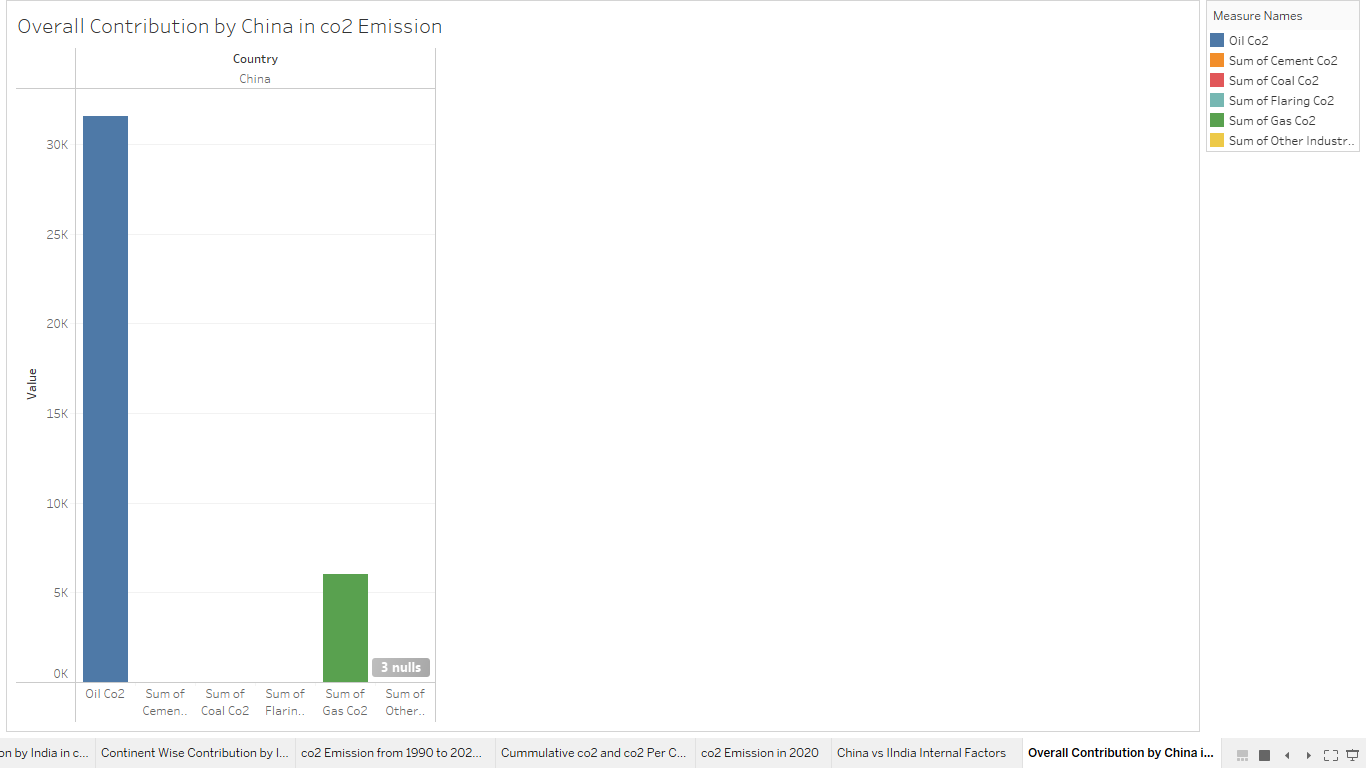 Overall Contribution by China in co2 Emission
Country
China
30K
25K
20K
15K
10K
5K
0K
Value
3 nulls
Oil Co2
Sum of
Cemen..
Sum of
Coal Co2
Sum of
Flarin..
Sum of
Gas Co2
Sum of
Other..
Measure Names
Oil Co2
Sum of Cement Co2
Sum of Coal Co2
Sum of Flaring Co2
Sum of Gas Co2
Sum of Other Industr..
on by India in c...
Continent Wise Contribution by I...
co2 Emission from 1990 to 202...
Cummulative co2 and co2 Per C...
co2 Emission in 2020
China vs IIndia Internal Factors
Overall Contribution by China i...